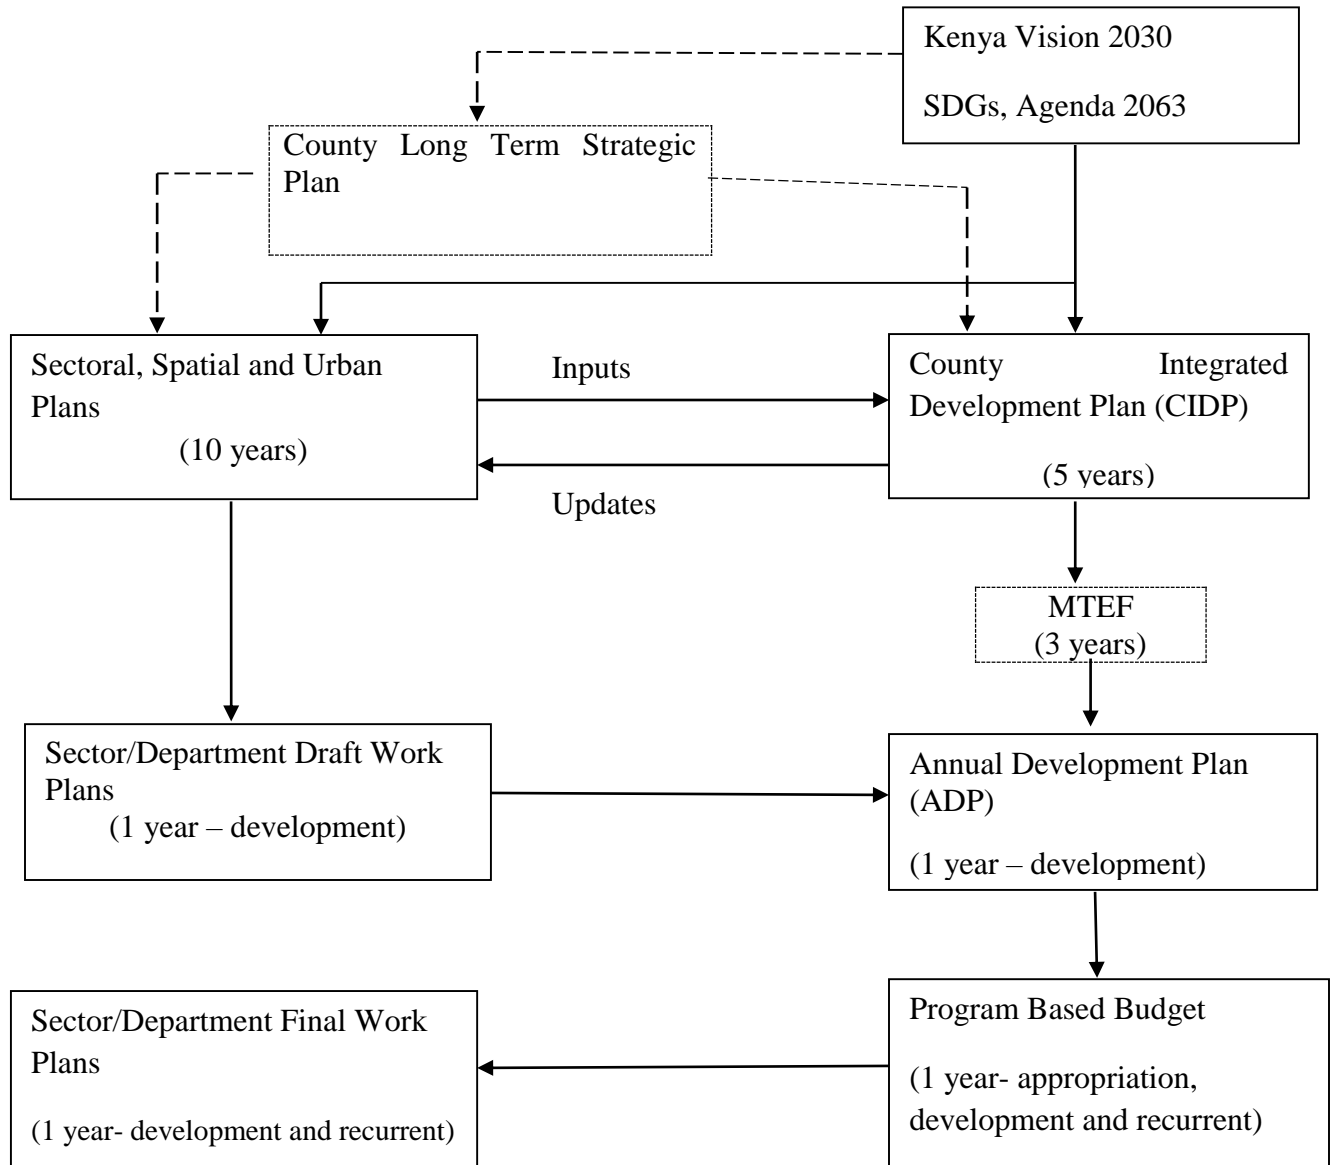 Kenya Vision 2030
SDGs, Agenda 2063
County Long Term Strategic
Plan
Sectoral, Spatial and Urban
Plans
(10 years)
Inputs
Updates
County Integrated
Development Plan (CIDP)
(5 years)
MTEF
(3 years)
Sector/Department Draft Work
Plans
(1 year – development)
Annual Development Plan
(ADP)
(1 year – development)
Sector/Department Final Work
Plans
(1 year- development and recurrent)
Program Based Budget
(1 year- appropriation,
development and recurrent)